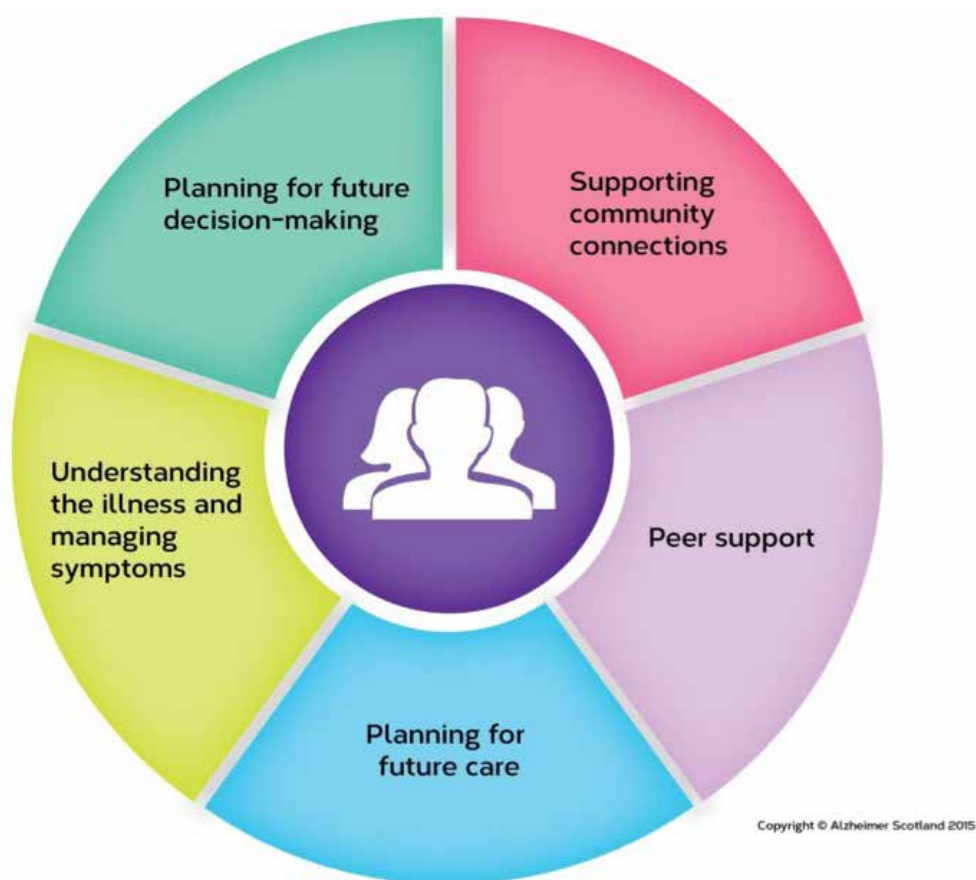 Planning for future
decision-making
Supporting
community
connections
Understanding
the illness and
managing
symptoms
Peer support
Planning for
future care
Copyright © Alzheimer Scotland 2015